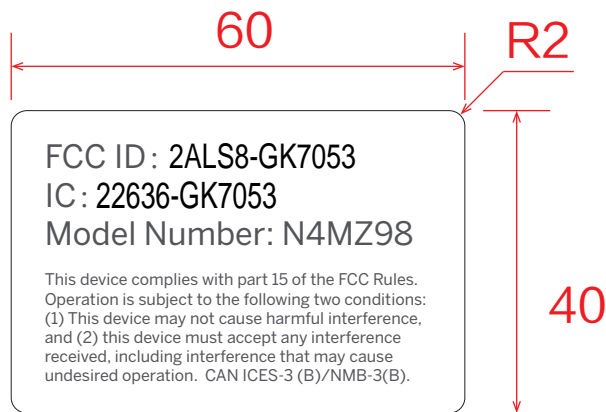 60
R2
FCC ID: 2ALS8-GK7053
IC: 22636-GK7053
Model Number: N4MZ98
40
This device complies with part 15 of the FCC Rules.
Operation is subject to the following two conditions:
(1) This device may not cause harmful interference,
and (2) this device must accept any interference
received, including interference that may cause
undesired operation. CAN ICES-3 (B)/NMB-3(B).